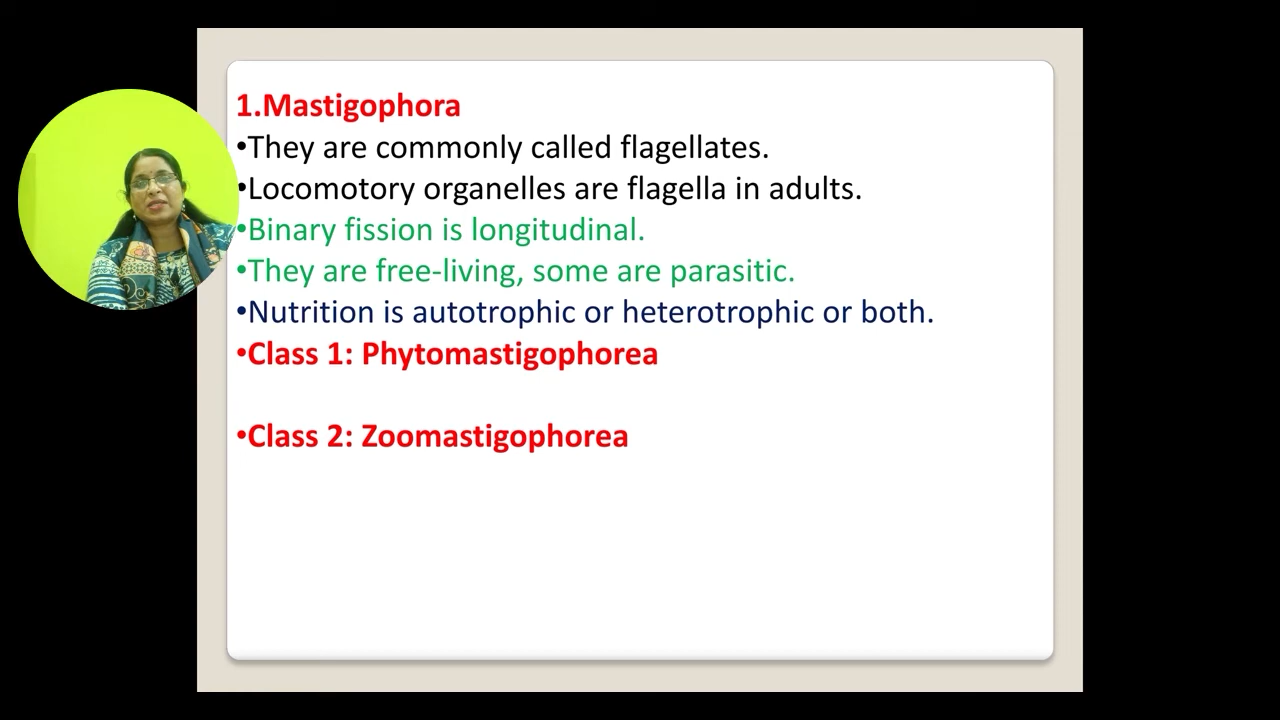 1.Mastigophora
•They are commonly called flagellates.
•Locomotory organelles are flagella in adults.
•Binary fission is longitudinal.
•They are free-living, some are parasitic.
•Nutrition is autotrophic or heterotrophic or both.
•Class 1: Phytomastigophorea
•Class 2: Zoomastigophorea